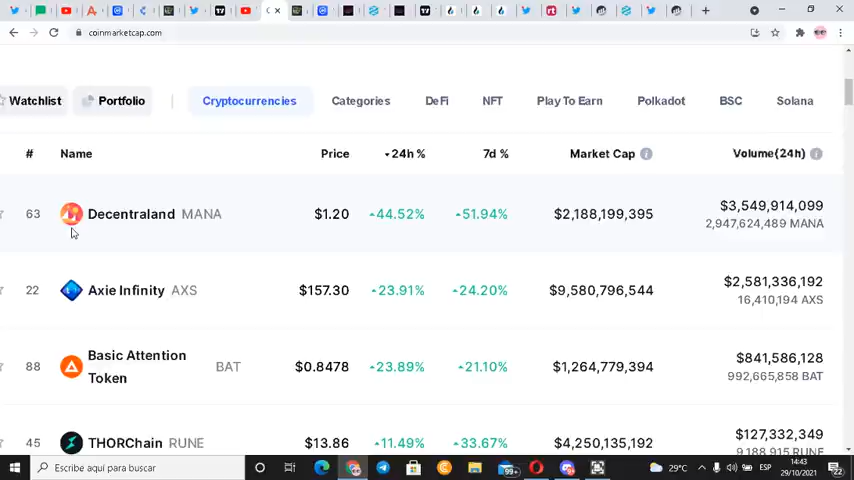 coinmarketcap.com
Watchlist Portfolio Cryptocurrencies Categories DeFi NFT Play To Earn Polkadot BSC Solana
# Name Price 24h % 7d % Market Cap Volume(24h)
63 Decentraland MANA $1.20 44.52% 51.94% $2,188,199,395 $3,549,914,099
2,947,624,489 MANA
22 Axie Infinity AXS $157.30 23.91% 24.20% $9,580,796,544 $2,581,336,192
16,410,194 AXS
88 Basic Attention Token BAT $0.8478 23.89% 21.10% $1,264,779,394 $841,586,128
992,665,858 BAT
45 THORChain RUNE $13.86 11.49% 33.67% $4,250,135,192 $127,332,349
9,188,915 RUNE
Escribe aquí para buscar 99+ 29°C ESP 14:43
29/10/2021 22